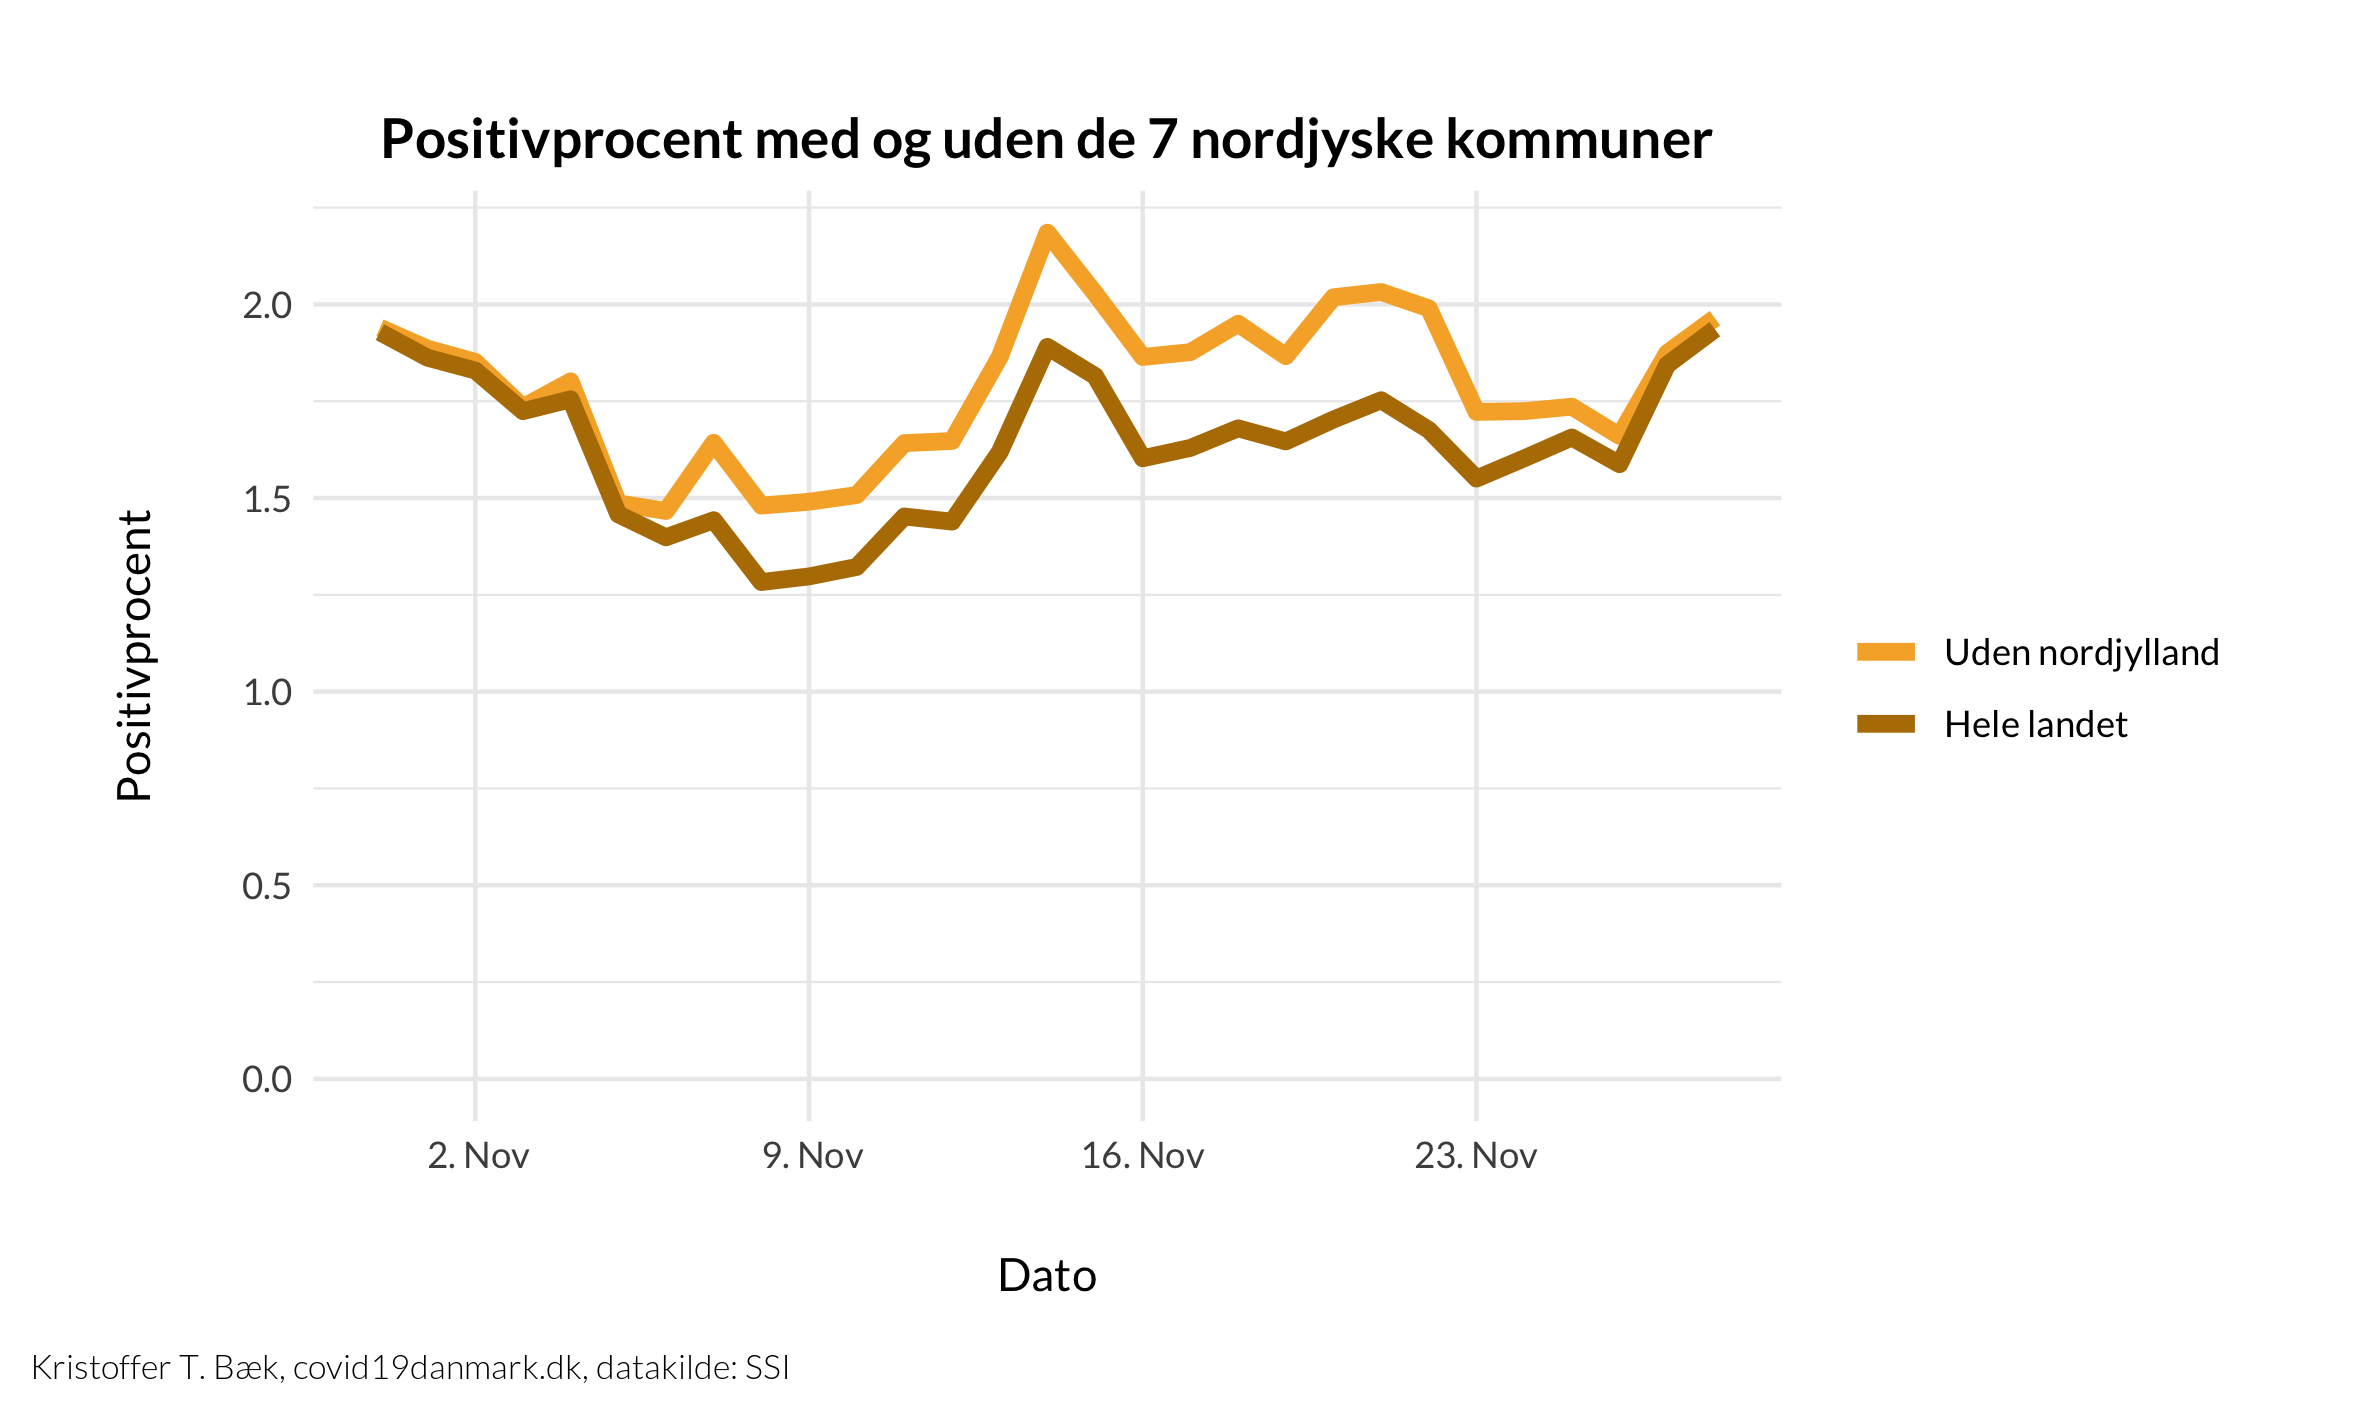 Positivprocent med og uden de 7 nordjyske kommuner
Positivprocent
2.0
1.5
1.0
0.5
0.0
2. Nov
9. Nov
16. Nov
23. Nov
Dato
Uden nordjylland
Hele landet
Kristoffer T. Bæk, covid19danmark.dk, datakilde: SSI